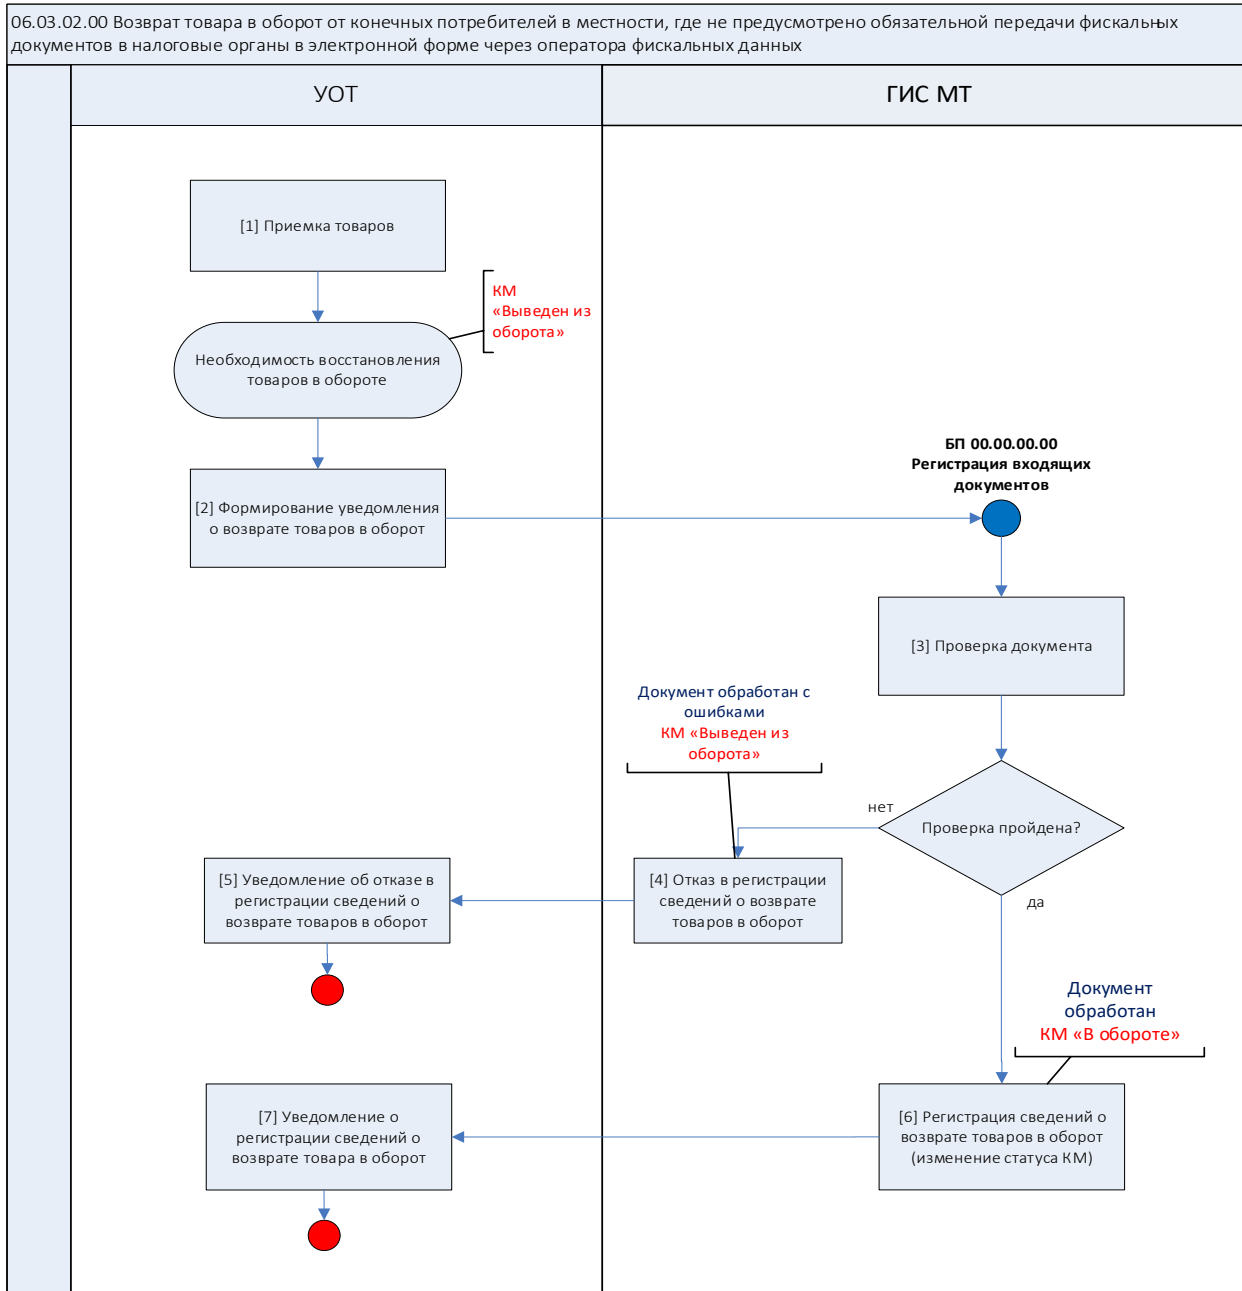 06.03.02.00 Возврат товара в оборот от конечных потребителей в местности, где не предусмотрено обязательной передачи фискальных
документов в налоговые органы в электронной форме через оператора фискальных данных
УОТ
ГИС МТ
[1] Приемка товаров
КМ
«Выведен из
оборота»
Необходимость восстановления
товаров в обороте
[2] Формирование уведомления
о возврате товаров в оборот
БП 00.00.00.00
Регистрация входящих
документов
[3] Проверка документа
Документ обработан с
ошибками
КМ «Выведен из
оборота»
нет
Проверка пройдена?
да
[4] Отказ в регистрации
сведений о возврате
товаров в оборот
[5] Уведомление об отказе в
регистрации сведений о
возврате товаров в оборот
Документ
обработан
КМ «В обороте»
[6] Регистрация сведений о
возврате товаров в оборот
(изменение статуса КМ)
[7] Уведомление о
регистрации сведений о
возврате товара в оборот